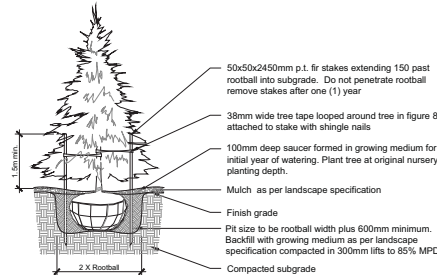 50x50x2450mm p.t. fir stakes extending 150 past
rootball into subgrade. Do not penetrate rootball
remove stakes after one (1) year
38mm wide tree tape looped around tree in figure 8
attached to stake with shingle nails
100mm deep saucer formed in growing medium for
initial year of watering. Plant tree at original nursery
planting depth.
1.5m min.
Mulch as per landscape specification
Finish grade
Pit size to be rootball width plus 600mm minimum.
Backfill with growing medium as per landscape
specification compacted in 300mm lifts to 85% MPD
2 X Rootball
Compacted subgrade